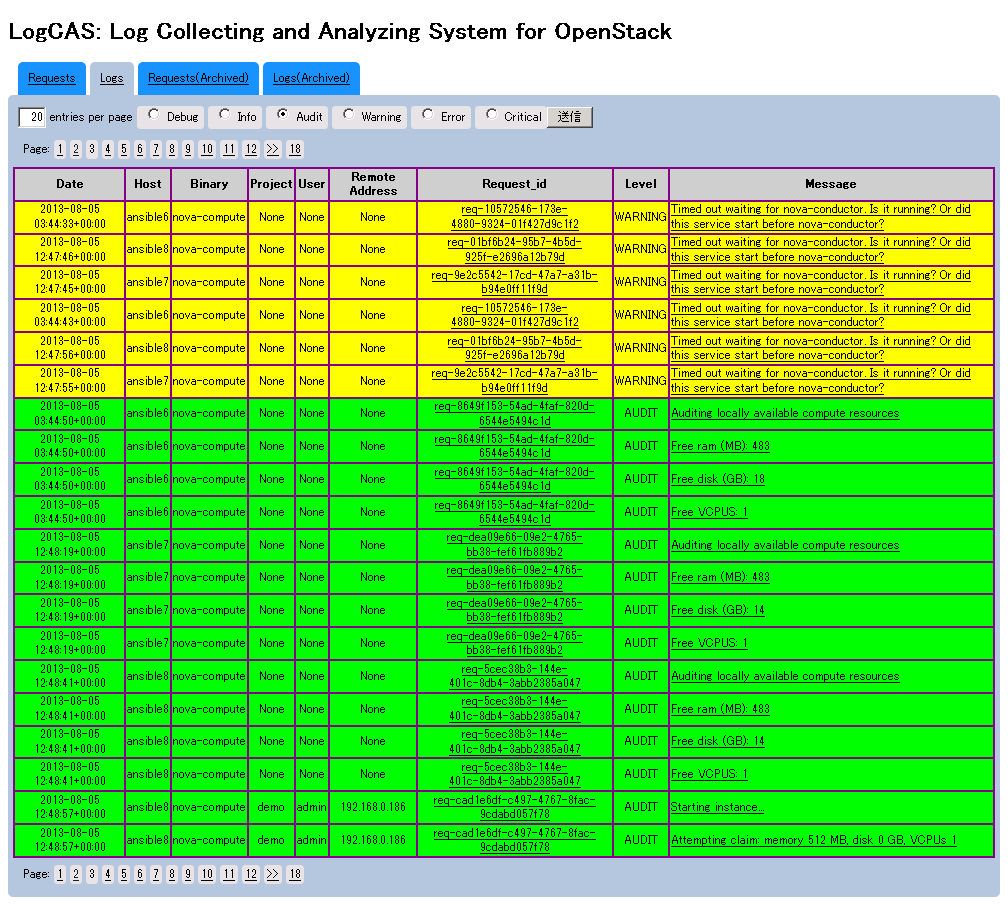 LogCAS: Log Collecting and Analyzing System for OpenStack
Requests Logs Requests(Archived) Logs(Archived)
20 entries per page Debug Info Audit Warning Error Critical 送信
Page: 1 2 3 4 5 6 7 8 9 10 11 12 >> 18
Date Host Binary Project User Remote Address Request_id Level Message
2013-08-05 03:44:33+00:00 ansible6 nova-compute None None None req-10572546-173e-4880-9324-01f427d9c1f2 WARNING Timed out waiting for nova-conductor. Is it running? Or did this service start before nova-conductor?
2013-08-05 12:47:46+00:00 ansible8 nova-compute None None None req-01bf6b24-95b7-4b5d-925f-e2696a12b79d WARNING Timed out waiting for nova-conductor. Is it running? Or did this service start before nova-conductor?
2013-08-05 12:47:45+00:00 ansible7 nova-compute None None None req-9e2c5542-17cd-47a7-a31b-b94e0ff11f9d WARNING Timed out waiting for nova-conductor. Is it running? Or did this service start before nova-conductor?
2013-08-05 03:44:43+00:00 ansible6 nova-compute None None None req-10572546-173e-4880-9324-01f427d9c1f2 WARNING Timed out waiting for nova-conductor. Is it running? Or did this service start before nova-conductor?
2013-08-05 12:47:56+00:00 ansible8 nova-compute None None None req-01bf6b24-95b7-4b5d-925f-e2696a12b79d WARNING Timed out waiting for nova-conductor. Is it running? Or did this service start before nova-conductor?
2013-08-05 12:47:55+00:00 ansible7 nova-compute None None None req-9e2c5542-17cd-47a7-a31b-b94e0ff11f9d WARNING Timed out waiting for nova-conductor. Is it running? Or did this service start before nova-conductor?
2013-08-05 03:44:50+00:00 ansible6 nova-compute None None None req-8649f153-54ad-4faf-820d-6544e5494c1d AUDIT Auditing locally available compute resources
2013-08-05 03:44:50+00:00 ansible6 nova-compute None None None req-8649f153-54ad-4faf-820d-6544e5494c1d AUDIT Free ram (MB): 483
2013-08-05 03:44:50+00:00 ansible6 nova-compute None None None req-8649f153-54ad-4faf-820d-6544e5494c1d AUDIT Free disk (GB): 18
2013-08-05 03:44:50+00:00 ansible6 nova-compute None None None req-8649f153-54ad-4faf-820d-6544e5494c1d AUDIT Free VCPUS: 1
2013-08-05 12:48:19+00:00 ansible7 nova-compute None None None req-dea09e66-09e2-4765-bb38-fef61fb889b2 AUDIT Auditing locally available compute resources
2013-08-05 12:48:19+00:00 ansible7 nova-compute None None None req-dea09e66-09e2-4765-bb38-fef61fb889b2 AUDIT Free ram (MB): 483
2013-08-05 12:48:19+00:00 ansible7 nova-compute None None None req-dea09e66-09e2-4765-bb38-fef61fb889b2 AUDIT Free disk (GB): 14
2013-08-05 12:48:19+00:00 ansible7 nova-compute None None None req-dea09e66-09e2-4765-bb38-fef61fb889b2 AUDIT Free VCPUS: 1
2013-08-05 12:48:41+00:00 ansible8 nova-compute None None None req-5cec38b3-144e-401c-8db4-3abb2385a047 AUDIT Auditing locally available compute resources
2013-08-05 12:48:41+00:00 ansible8 nova-compute None None None req-5cec38b3-144e-401c-8db4-3abb2385a047 AUDIT Free ram (MB): 483
2013-08-05 12:48:41+00:00 ansible8 nova-compute None None None req-5cec38b3-144e-401c-8db4-3abb2385a047 AUDIT Free disk (GB): 14
2013-08-05 12:48:41+00:00 ansible8 nova-compute None None None req-5cec38b3-144e-401c-8db4-3abb2385a047 AUDIT Free VCPUS: 1
2013-08-05 12:48:57+00:00 ansible8 nova-compute demo admin 192.168.0.186 req-cad1e6df-c497-4767-8fac-9cdabd057f78 AUDIT Starting instance...
2013-08-05 12:48:57+00:00 ansible8 nova-compute demo admin 192.168.0.186 req-cad1e6df-c497-4767-8fac-9cdabd057f78 AUDIT Attempting claim: memory 512 MB, disk 0 GB, VCPUs 1
Page: 1 2 3 4 5 6 7 8 9 10 11 12 >> 18